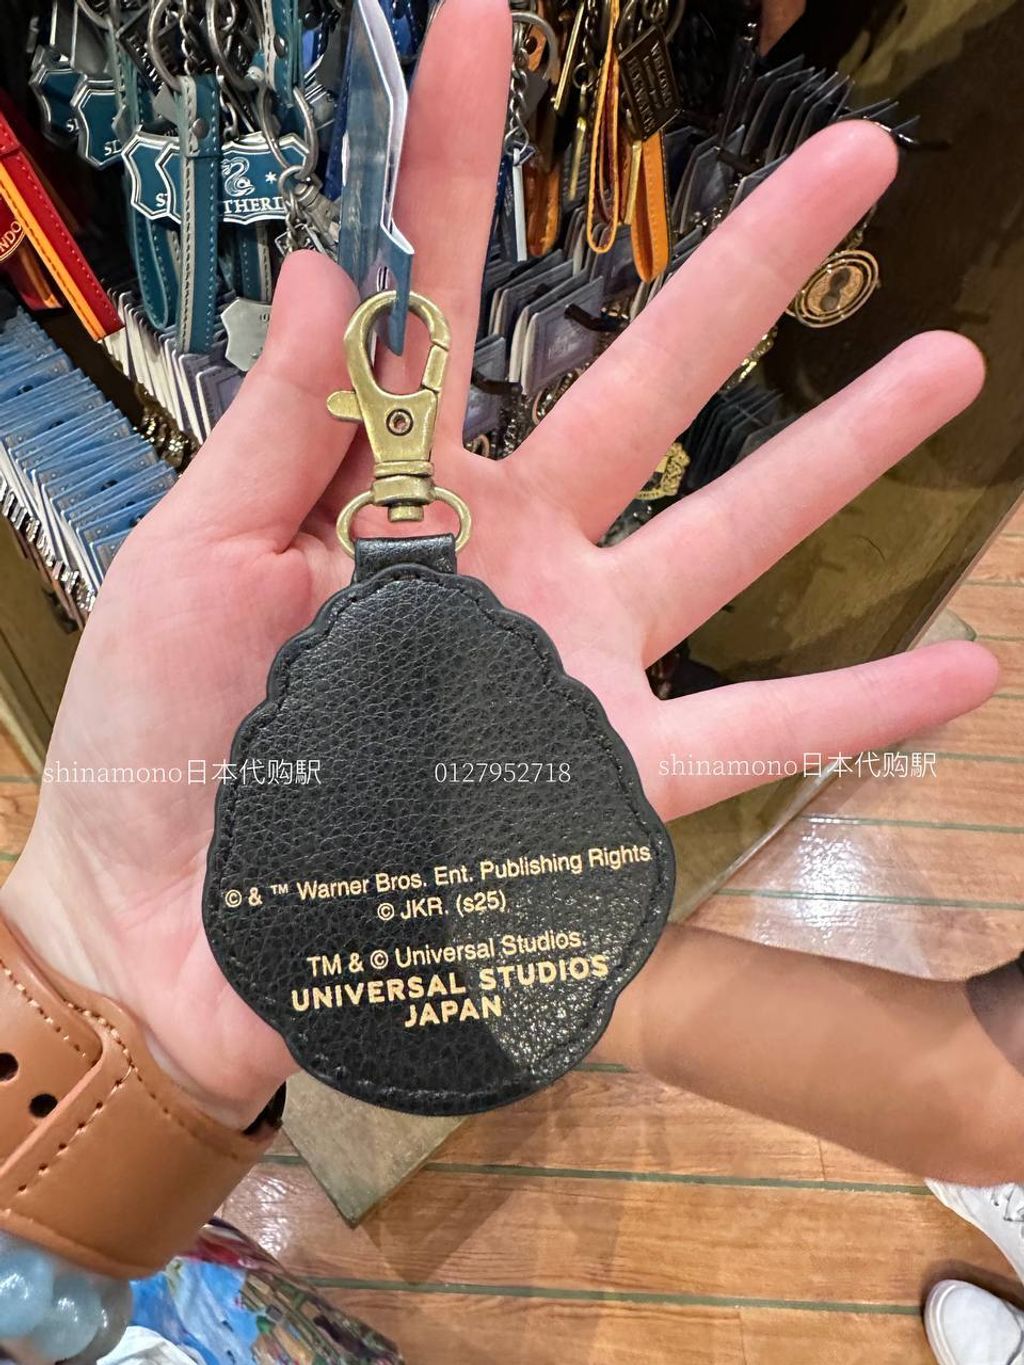 THERI
shinamono日本代购駅
0127952718
shinamono日本代购駅
© & ™ Warner Bros. Ent. Publishing Rights
© JKR. (s25)
TM & © Universal Studios.
UNIVERSAL STUDIOS
JAPAN